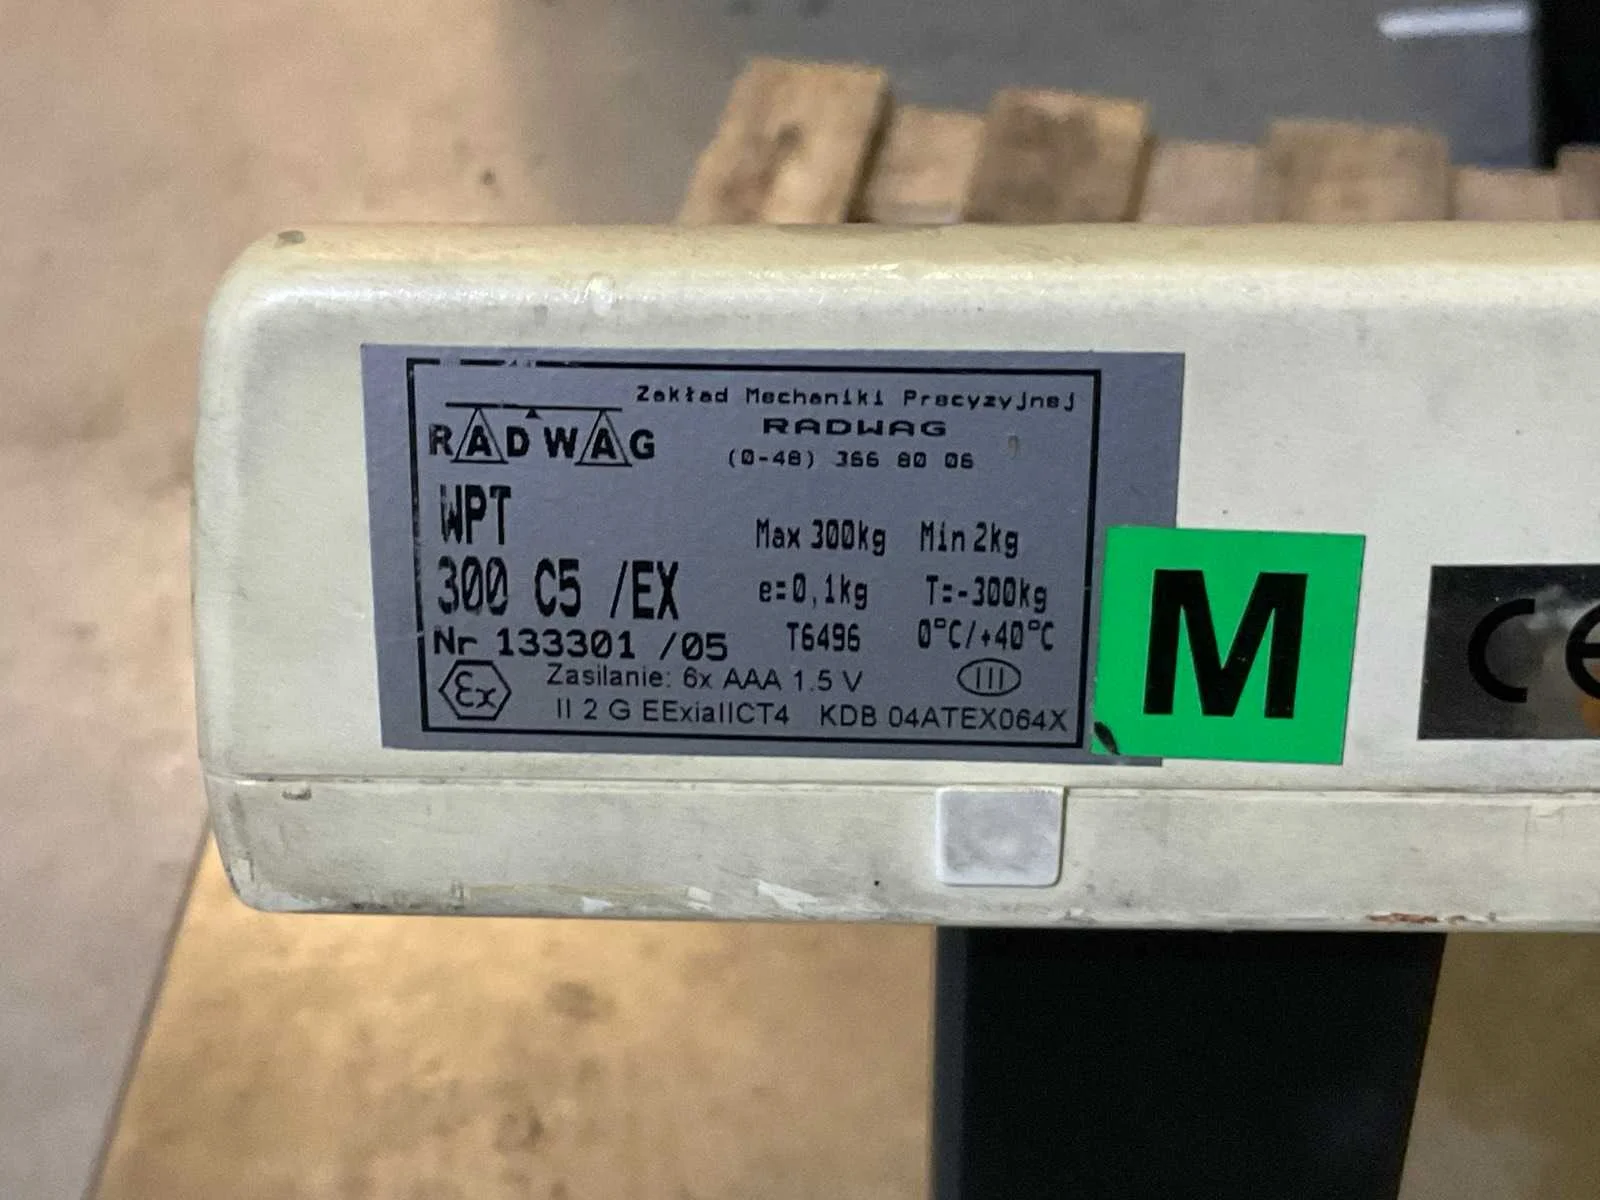 Zakład Mechaniki Precyzyjnej
RADWAG
RADWAG
(0-48) 366 80 06
WPT
300 C5 /EX
Max 300kg Min 2kg
e=0,1kg T=-300kg
Nr 133301 /05
T6496 0°C/+40°C
Ex
Zasilanie: 6x AAA 1.5 V
III
II 2 G EExiaIICT4 KDB 04ATEX064X
M
CE